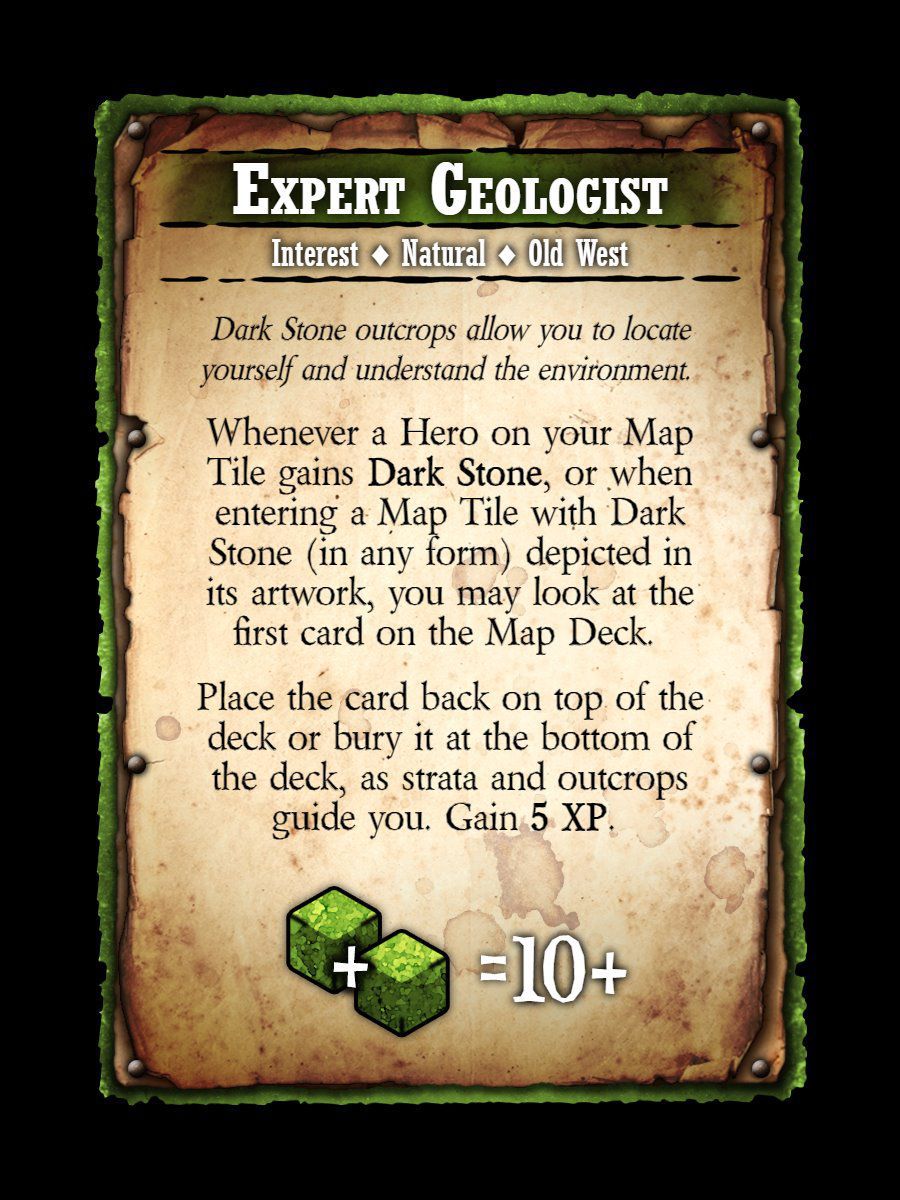 Expert Geologist
Interest ♦ Natural ♦ Old West
Dark Stone outcrops allow you to locate
yourself and understand the environment.
Whenever a Hero on your Map
Tile gains Dark Stone, or when
entering a Map Tile with Dark
Stone (in any form) depicted in
its artwork, you may look at the
first card on the Map Deck.
Place the card back on top of the
deck or bury it at the bottom of
the deck, as strata and outcrops
guide you. Gain 5 XP.
+ =10+